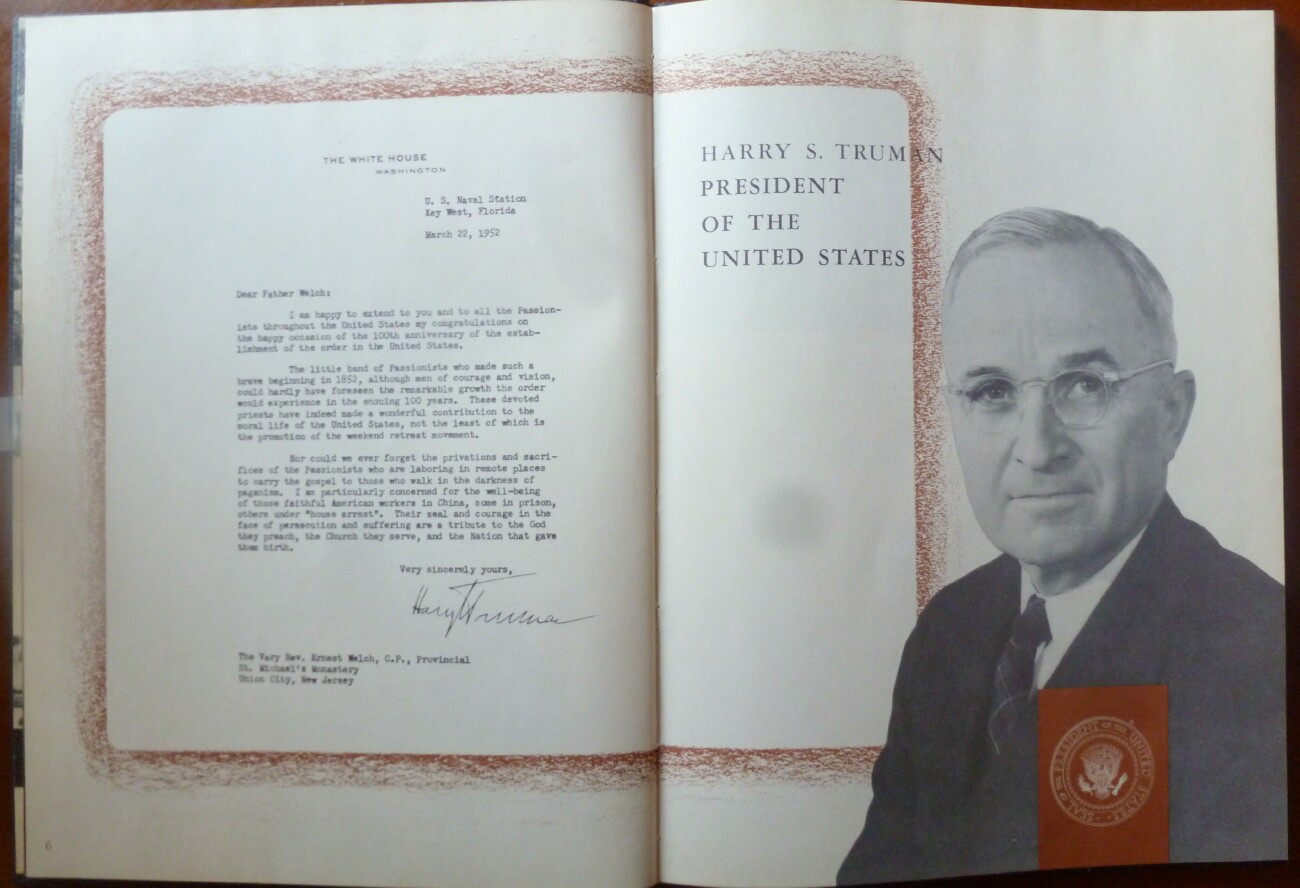 THE WHITE HOUSE
WASHINGTON
U. S. Naval Station
Key West, Florida
March 22, 1952
Dear Father Welch:
I am happy to extend to you and to all the Passion-
ists throughout the United States my congratulations on
the happy occasion of the 100th anniversary of the estab-
lishment of the order in the United States.
The little band of Passionists who made such a
brave beginning in 1852, although men of courage and vision,
could hardly have foreseen the remarkable growth the order
would experience in the ensuing 100 years. These devoted
priests have indeed made a wonderful contribution to the
moral life of the United States, not the least of which is
the promotion of the weekend retreat movement.
Nor could we ever forget the privations and sacri-
fices of the Passionists who are laboring in remote places
to carry the gospel to those who walk in the darkness of
paganism. I am particularly concerned for the well-being
of those faithful American workers in China, some in prison,
others under "house arrest". Their zeal and courage in the
face of persecution and suffering are a tribute to the God
they preach, the Church they serve, and the Nation that gave
them birth.
Very sincerely yours,
Harry Truman
The Very Rev. Ernest Welch, C.P., Provincial
St. Michael's Monastery
Union City, New Jersey
6
HARRY S. TRUMAN
PRESIDENT
OF THE
UNITED STATES
SEAL OF THE PRESIDENT OF THE UNITED STATES